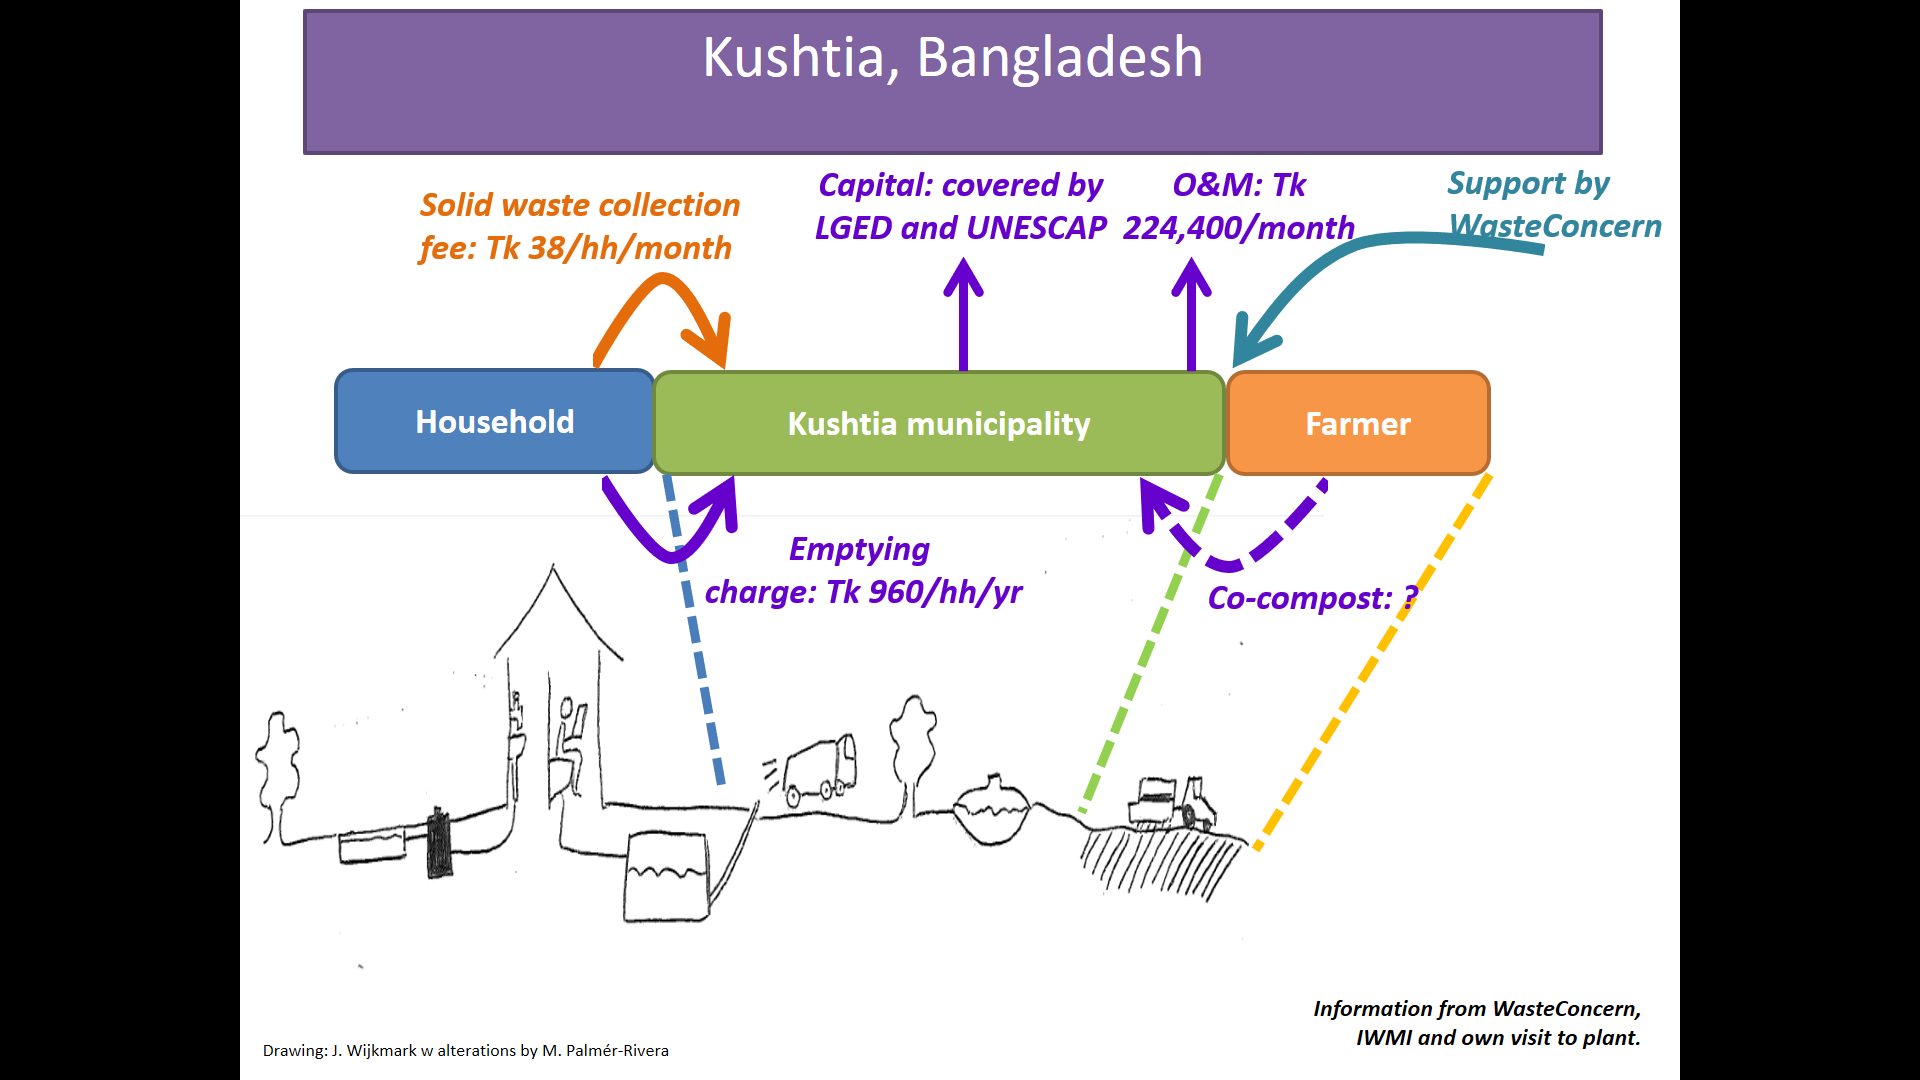 Kushtia, Bangladesh
Solid waste collection
fee: Tk 38/hh/month
Capital: covered by
LGED and UNESCAP
O&M: Tk
224,400/month
Support by
WasteConcern
Household
Kushtia municipality
Farmer
Emptying
charge: Tk 960/hh/yr
Co-compost: ?
Information from WasteConcern,
IWMI and own visit to plant.
Drawing: J. Wijkmark w alterations by M. Palmér-Rivera